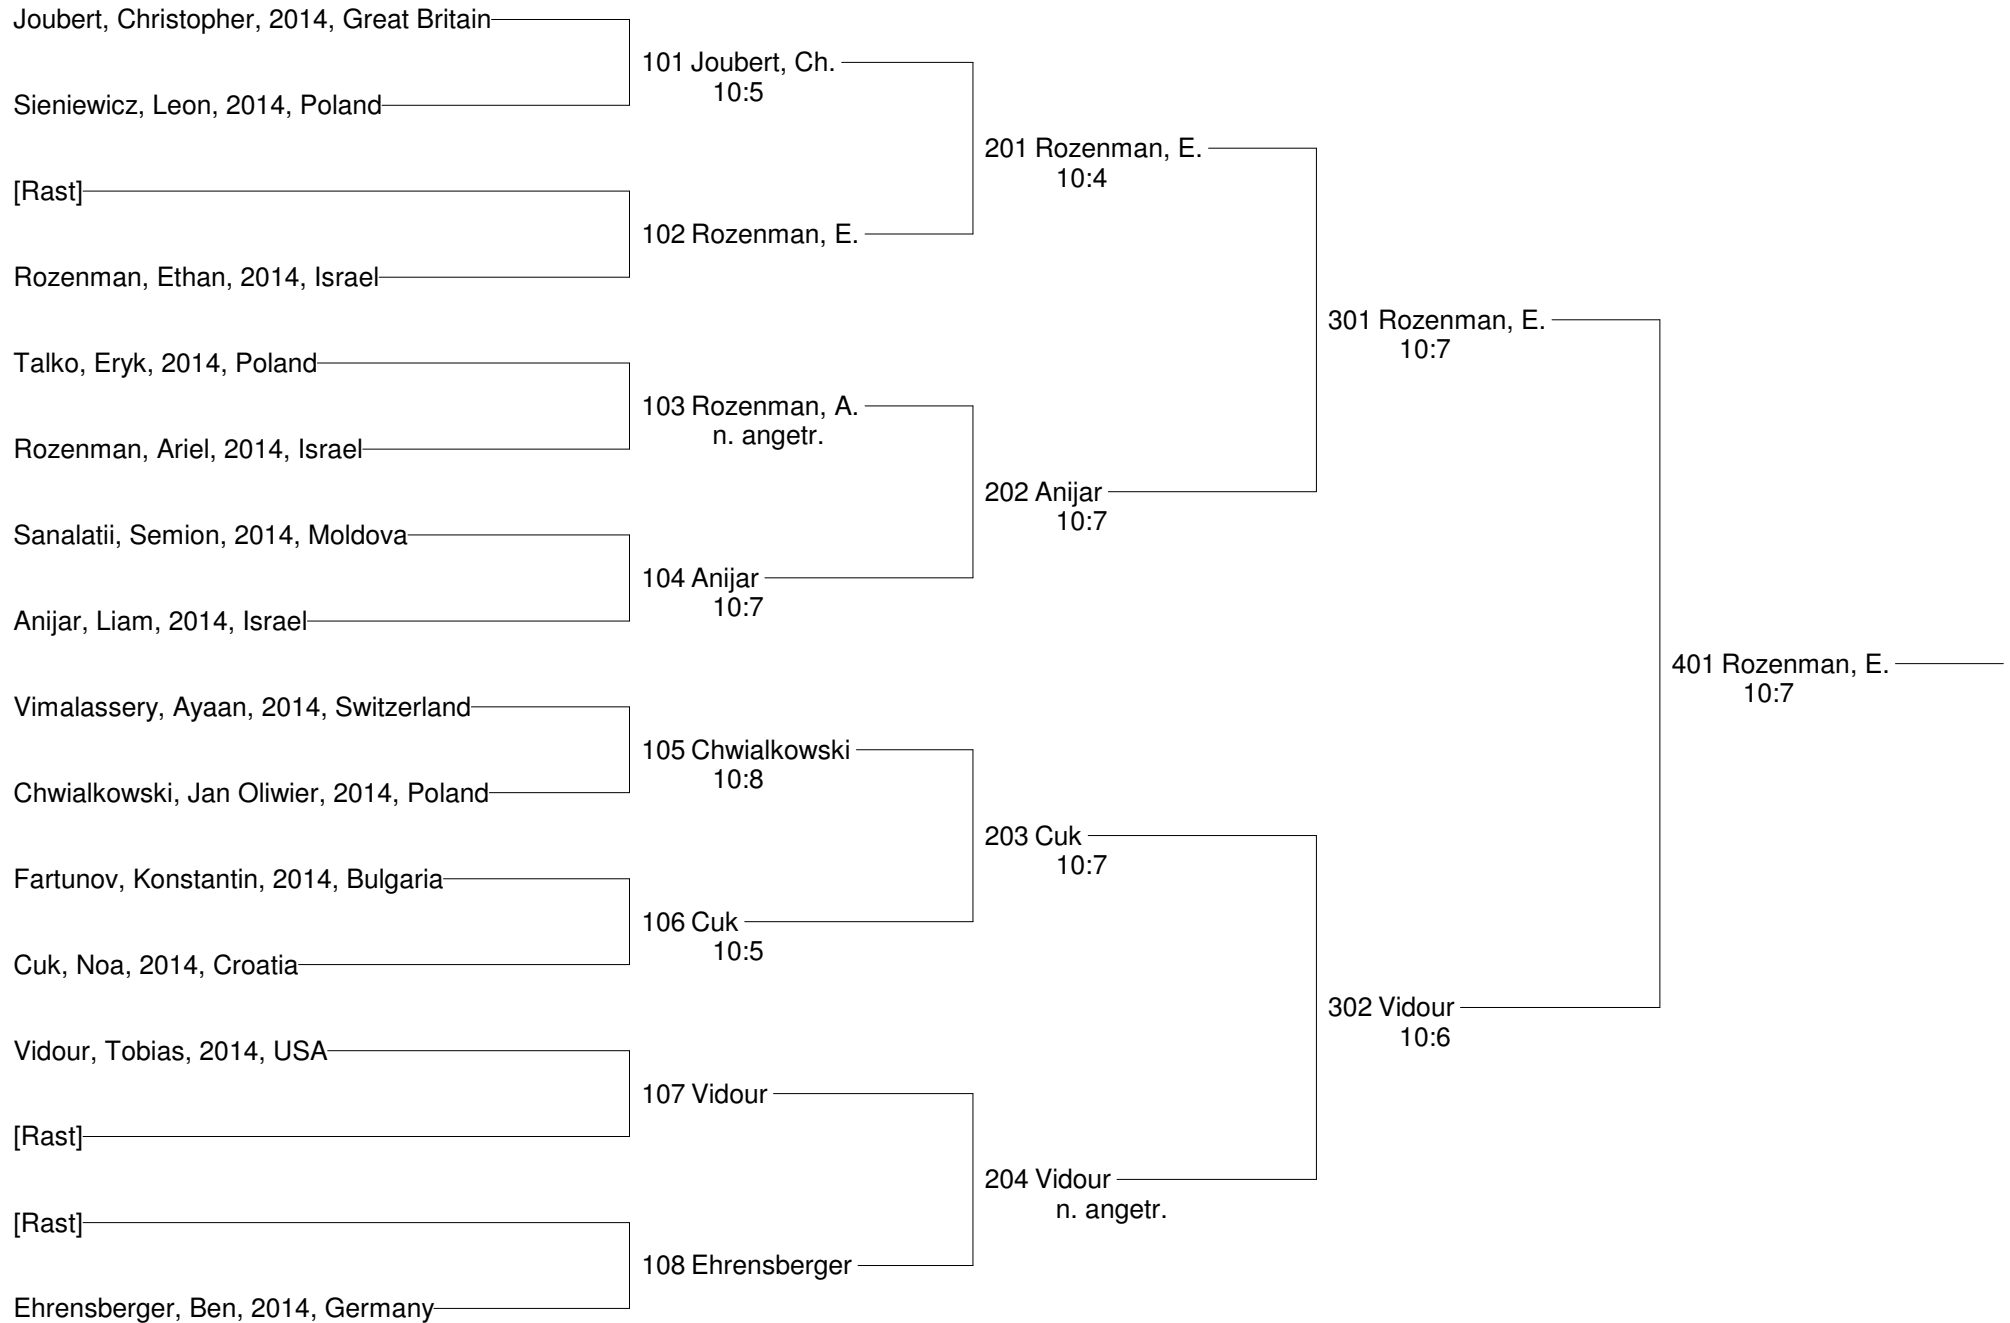 Joubert, Christopher, 2014, Great Britain
101 Joubert, Ch.
10:5
Sieniewicz, Leon, 2014, Poland
201 Rozenman, E.
10:4
[Rast]
102 Rozenman, E.
Rozenman, Ethan, 2014, Israel
301 Rozenman, E.
10:7
Talko, Eryk, 2014, Poland
103 Rozenman, A.
n. angetr.
Rozenman, Ariel, 2014, Israel
202 Anijar
10:7
Sanalatii, Semion, 2014, Moldova
104 Anijar
10:7
Anijar, Liam, 2014, Israel
401 Rozenman, E.
10:7
Vimalassery, Ayaan, 2014, Switzerland
105 Chwialkowski
10:8
Chwialkowski, Jan Oliwier, 2014, Poland
203 Cuk
10:7
Fartunov, Konstantin, 2014, Bulgaria
106 Cuk
10:5
Cuk, Noa, 2014, Croatia
302 Vidour
10:6
Vidour, Tobias, 2014, USA
107 Vidour
[Rast]
204 Vidour
n. angetr.
[Rast]
108 Ehrensberger
Ehrensberger, Ben, 2014, Germany